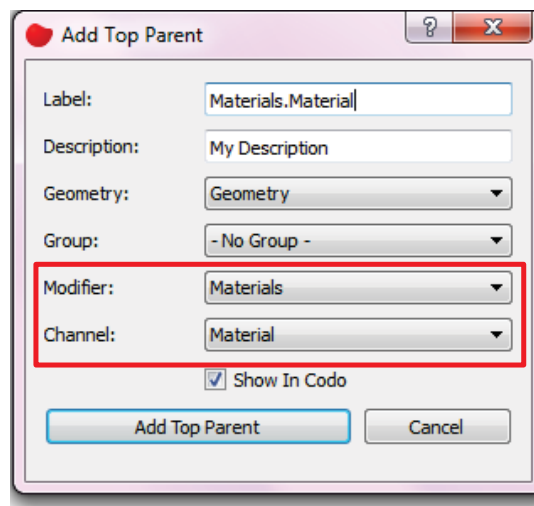 Add Top Parent
Label: Materials.Material
Description: My Description
Geometry: Geometry
Group: - No Group -
Modifier: Materials
Channel: Material
Show In Codo
Add Top Parent Cancel